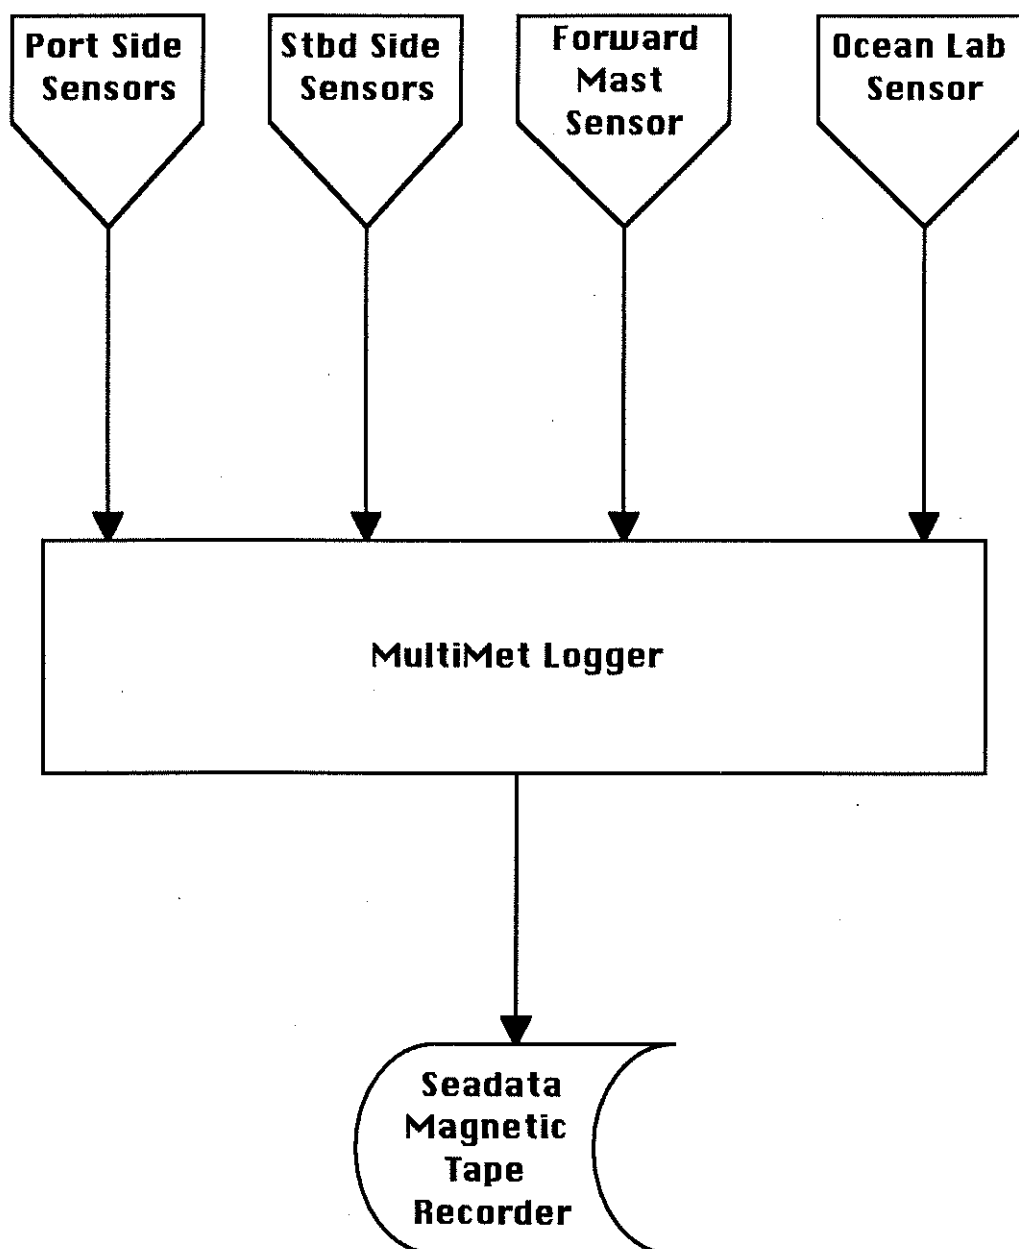 Port Side
Sensors
Stbd Side
Sensors
Forward
Mast
Sensor
Ocean Lab
Sensor
MultiMet Logger
Seadata
Magnetic
Tape
Recorder